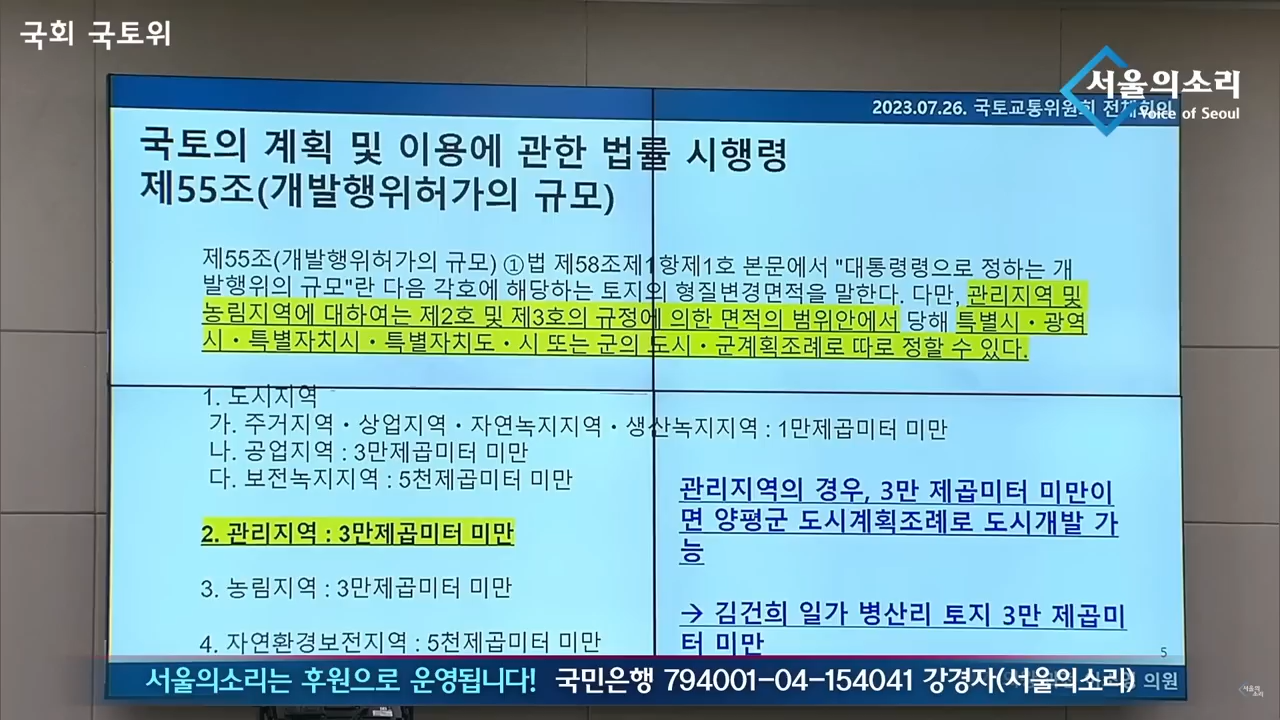 국회 국토위
서울의소리
Voice of Seoul
2023.07.26. 국토교통위원회 전체회의
국토의 계획 및 이용에 관한 법률 시행령
제55조(개발행위허가의 규모)
제55조(개발행위허가의 규모) ①법 제58조제1항제1호 본문에서 "대통령령으로 정하는 개
발행위의 규모"란 다음 각호에 해당하는 토지의 형질변경면적을 말한다. 다만, 관리지역 및
농림지역에 대하여는 제2호 및 제3호의 규정에 의한 면적의 범위안에서 당해 특별시·광역
시·특별자치시·특별자치도·시 또는 군의 도시·군계획조례로 따로 정할 수 있다.
1. 도시지역
가. 주거지역·상업지역·자연녹지지역·생산녹지지역 : 1만제곱미터 미만
나. 공업지역 : 3만제곱미터 미만
다. 보전녹지지역 : 5천제곱미터 미만
2. 관리지역 : 3만제곱미터 미만
3. 농림지역 : 3만제곱미터 미만
4. 자연환경보전지역 : 5천제곱미터 미만
관리지역의 경우, 3만 제곱미터 미만이
면 양평군 도시계획조례로 도시개발 가
능
→ 김건희 일가 병산리 토지 3만 제곱미
터 미만
5
서울의소리는 후원으로 운영됩니다! 국민은행 794001-04-154041 강경자(서울의소리)
의원
서울의
소리